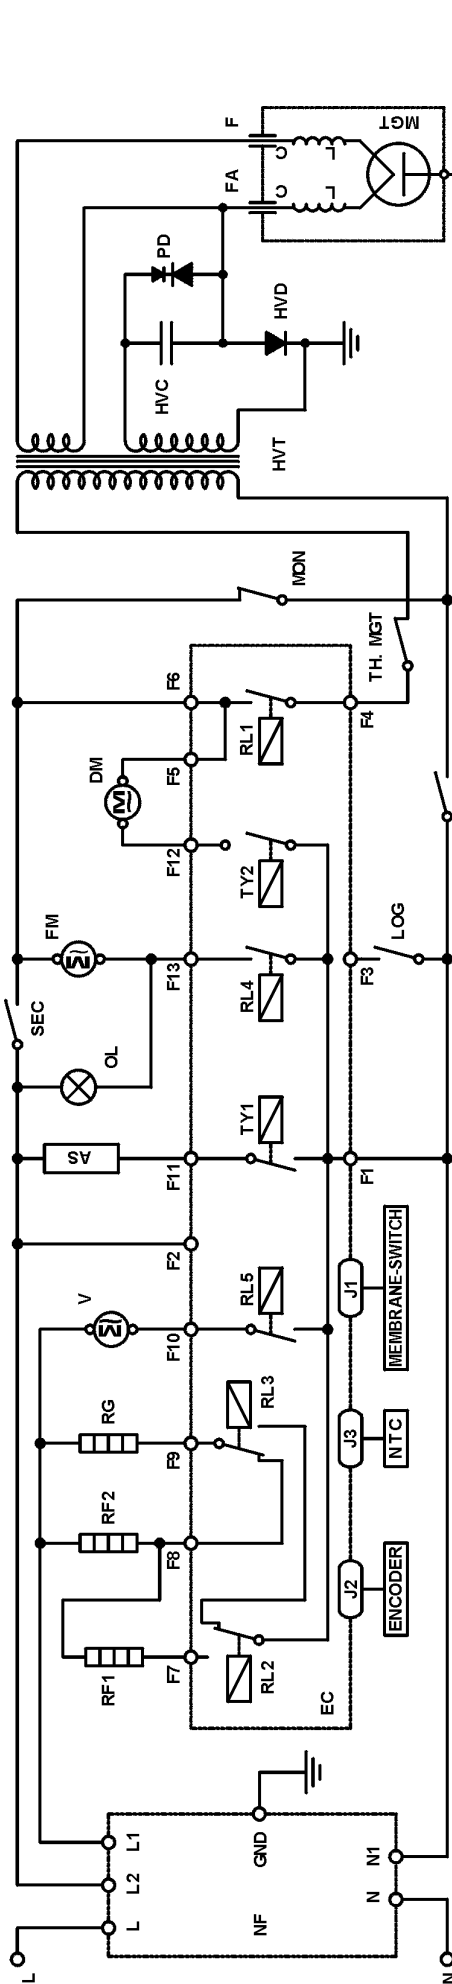 MGT
F
C
L
FA
C
L
PD
HVC
HVD
HVT
MON
TH. MGT
F6
DM
F5
RL1
F4
F12
TY2
FM
F13
RL4
F3
LOG
SEC
OL
AS
F11
TY1
F1
F2
V
F10
RL5
J1
MEMBRANE-SWITCH
RG
F9
RL3
J3
NTC
RF2
F8
J2
ENCODER
RF1
F7
RL2
EC
L1
L2
L
GND
NF
N1
N
L
N